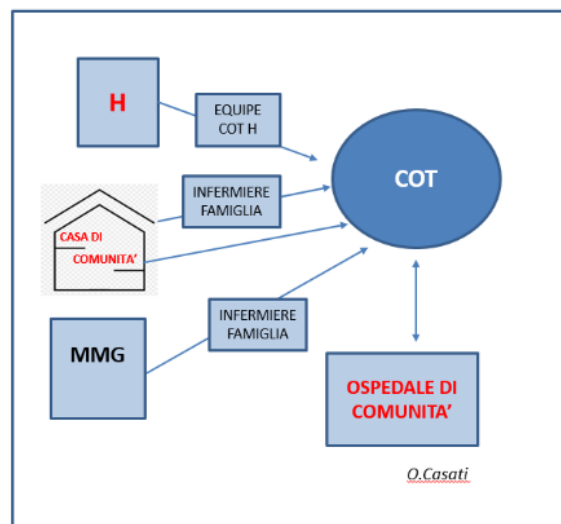 H
EQUIPE
COT H
COT
INFERMIERE
FAMIGLIA
CASA DI
COMUNITA’
INFERMIERE
FAMIGLIA
MMG
OSPEDALE DI
COMUNITA’
O.Casati